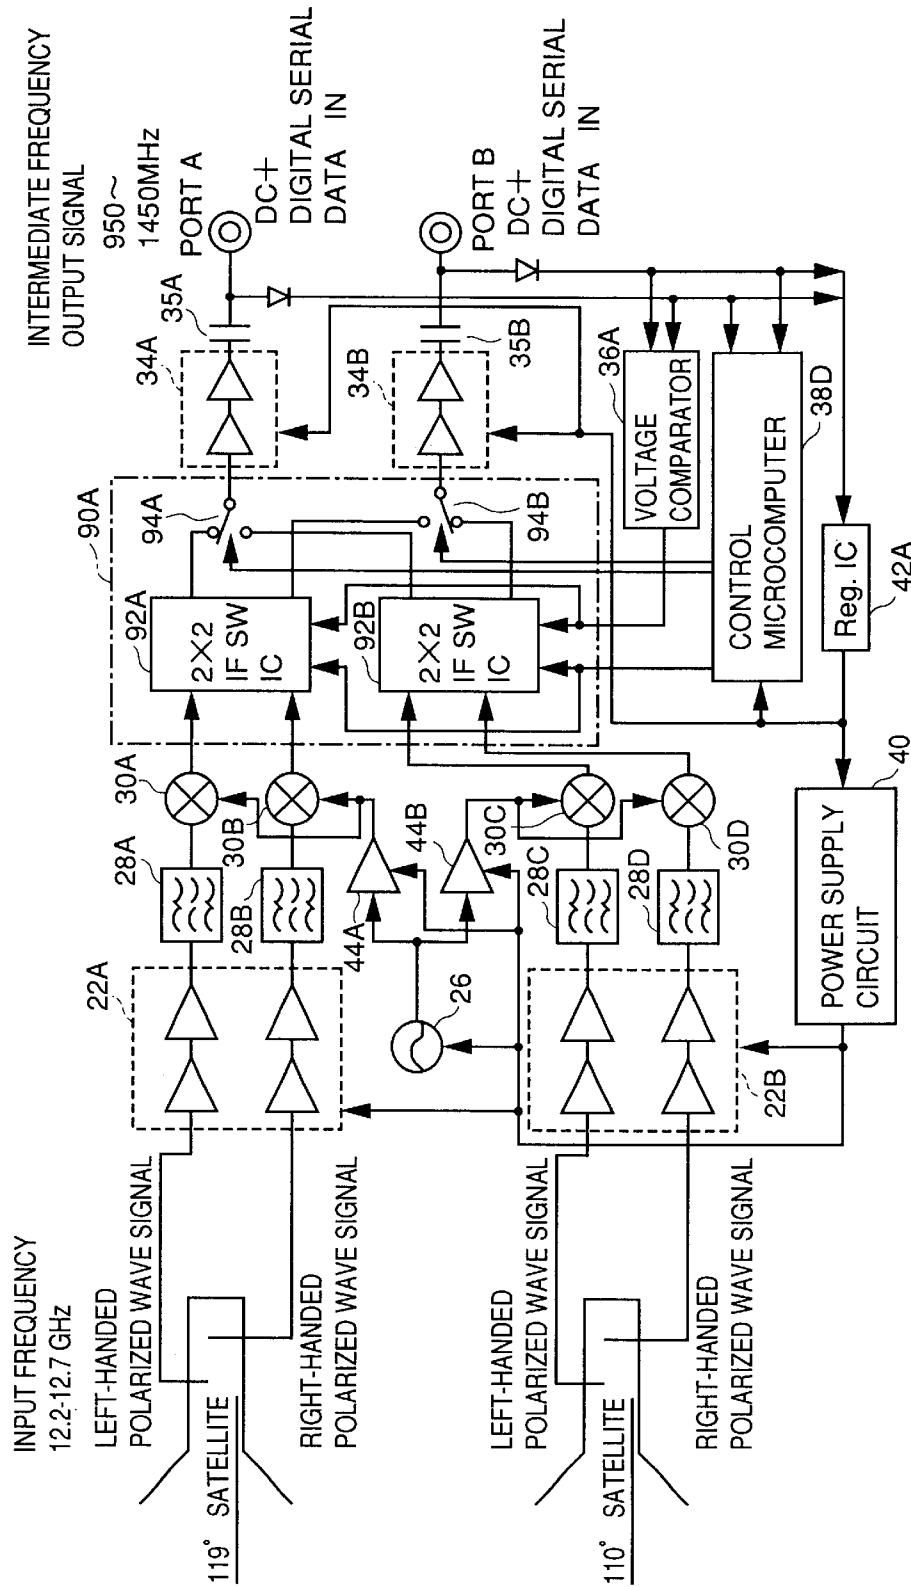 INPUT FREQUENCY
12.2-12.7 GHz
LEFT-HANDED
POLARIZED WAVE SIGNAL
119° SATELLITE
RIGHT-HANDED
POLARIZED WAVE SIGNAL
LEFT-HANDED
POLARIZED WAVE SIGNAL
110° SATELLITE
RIGHT-HANDED
POLARIZED WAVE SIGNAL
22A
28A
30A
28B
30B
44A
44B
26
22B
28C
30C
28D
30D
90A
92A
2×2
IF SW
IC
92B
2×2
IF SW
IC
94A
94B
34A
35A
34B
35B
INTERMEDIATE FREQUENCY
OUTPUT SIGNAL
950~
1450MHz
PORT A
DC+
DIGITAL SERIAL
DATA IN
PORT B
DC+
DIGITAL SERIAL
DATA IN
36A
VOLTAGE
COMPARATOR
CONTROL
MICROCOMPUTER
38D
Reg. IC
42A
40
POWER SUPPLY
CIRCUIT